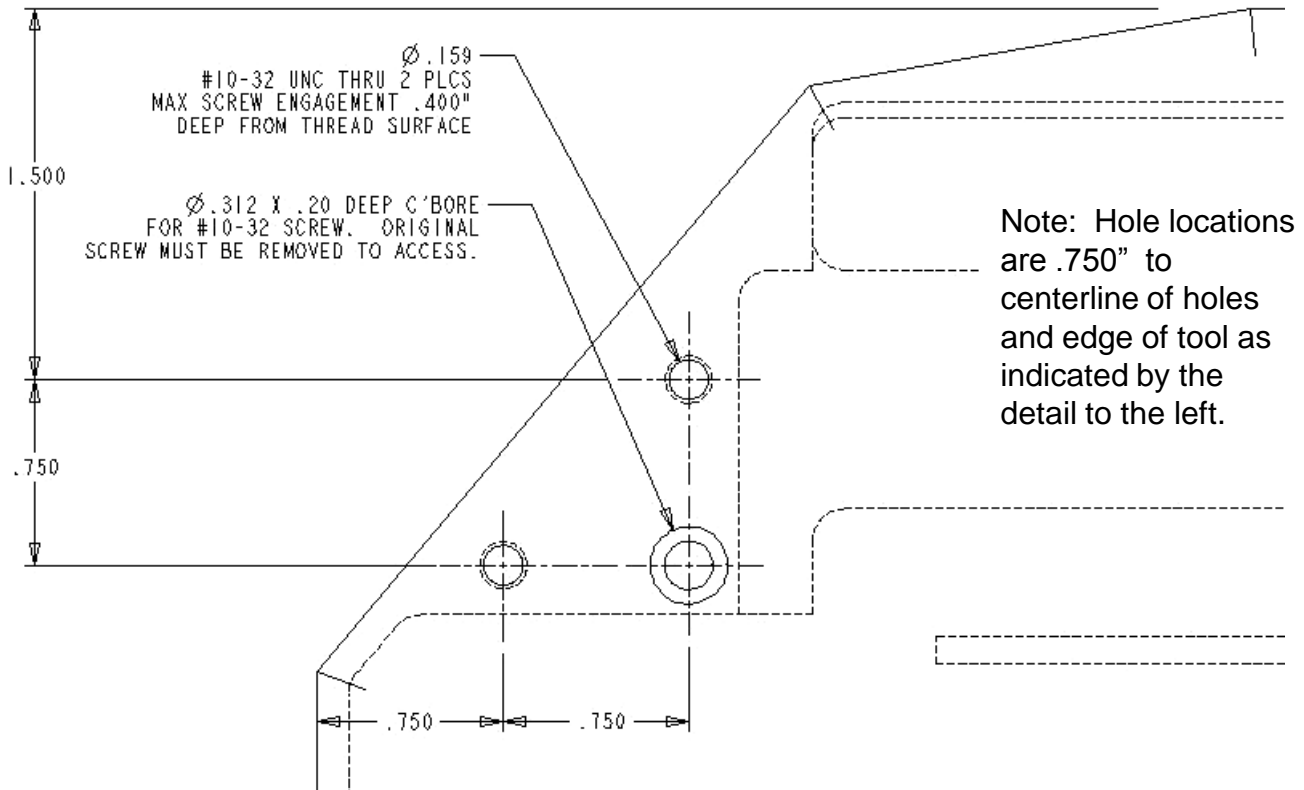 Ø.159
#10-32 UNC THRU 2 PLCS
MAX SCREW ENGAGEMENT .400"
DEEP FROM THREAD SURFACE
1.500
Ø.312 X .20 DEEP C'BORE
FOR #10-32 SCREW. ORIGINAL
SCREW MUST BE REMOVED TO ACCESS.
Note: Hole locations
are .750” to
centerline of holes
and edge of tool as
indicated by the
detail to the left.
.750
.750
.750